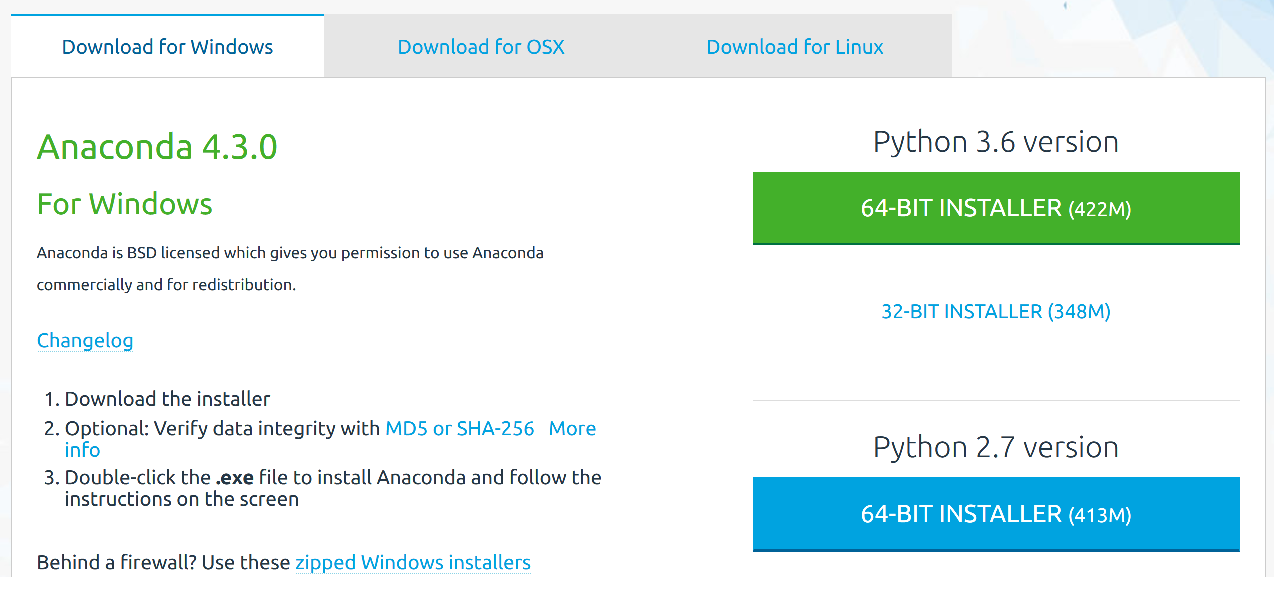 Download for Windows
Download for OSX
Download for Linux
Anaconda 4.3.0
For Windows
Anaconda is BSD licensed which gives you permission to use Anaconda
commercially and for redistribution.
Changelog
1. Download the installer
2. Optional: Verify data integrity with MD5 or SHA-256 More
info
3. Double-click the .exe file to install Anaconda and follow the
instructions on the screen
Behind a firewall? Use these zipped Windows installers
Python 3.6 version
64-BIT INSTALLER (422M)
32-BIT INSTALLER (348M)
Python 2.7 version
64-BIT INSTALLER (413M)